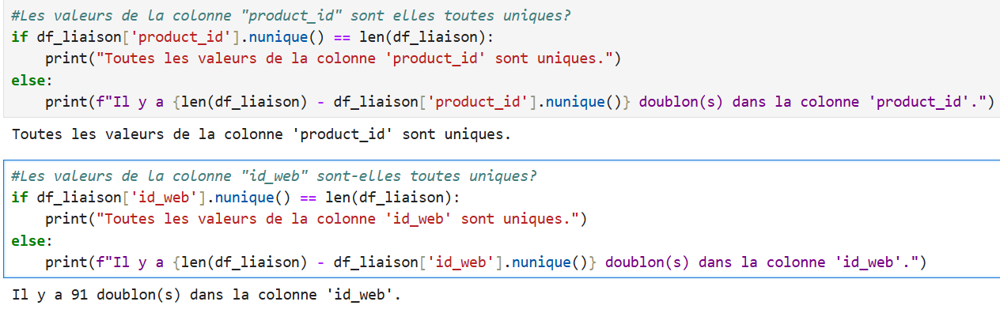 #Les valeurs de la colonne "product_id" sont elles toutes uniques?
if df_liaison['product_id'].nunique() == len(df_liaison):
    print("Toutes les valeurs de la colonne 'product_id' sont uniques.")
else:
    print(f"Il y a {len(df_liaison) - df_liaison['product_id'].nunique()} doublon(s) dans la colonne 'product_id'.")
Toutes les valeurs de la colonne 'product_id' sont uniques.
#Les valeurs de la colonne "id_web" sont-elles toutes uniques?
if df_liaison['id_web'].nunique() == len(df_liaison):
    print("Toutes les valeurs de la colonne 'id_web' sont uniques.")
else:
    print(f"Il y a {len(df_liaison) - df_liaison['id_web'].nunique()} doublon(s) dans la colonne 'id_web'.")
Il y a 91 doublon(s) dans la colonne 'id_web'.